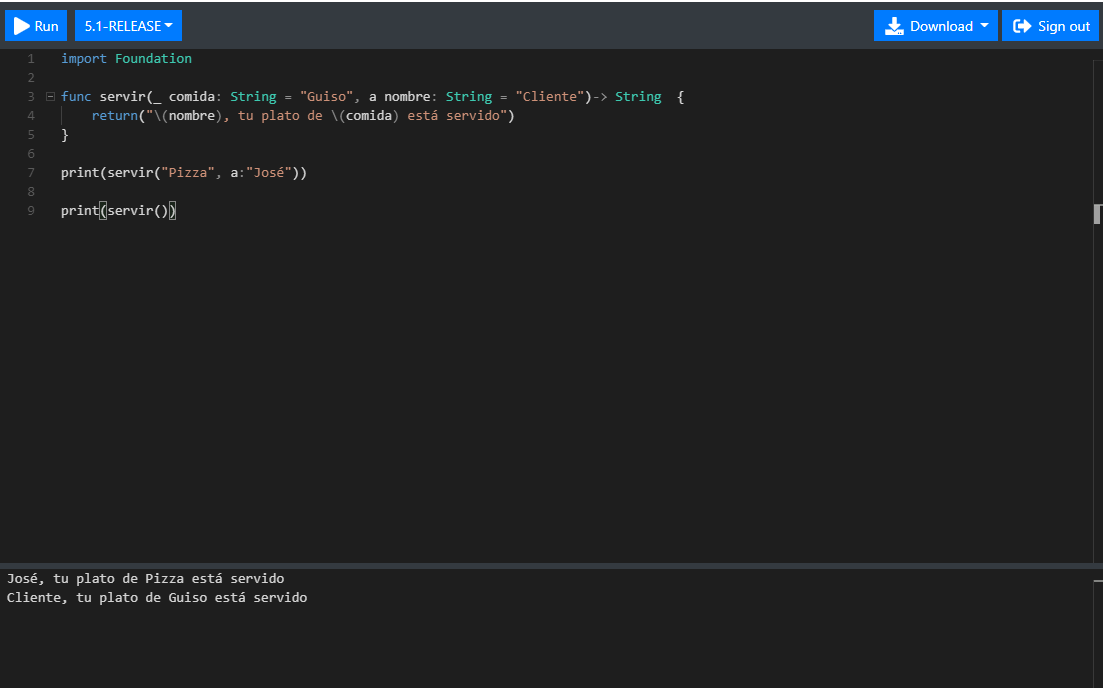 Run 5.1-RELEASE Download Sign out
1 import Foundation
2
3 func servir(_ comida: String = "Guiso", a nombre: String = "Cliente")-> String  {
4     return("\(nombre), tu plato de \(comida) está servido")
5 }
6
7 print(servir("Pizza", a:"José"))
8
9 print(servir())
José, tu plato de Pizza está servido
Cliente, tu plato de Guiso está servido